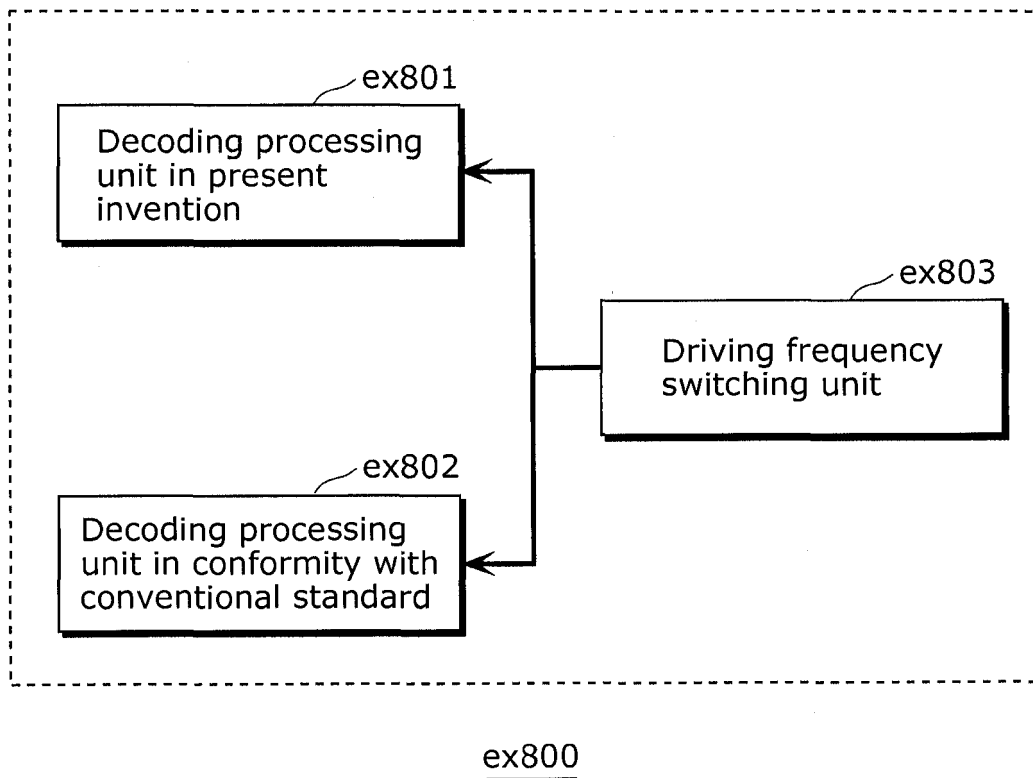 ex801
Decoding processing
unit in present
invention
ex803
Driving frequency
switching unit
ex802
Decoding processing
unit in conformity with
conventional standard
ex800